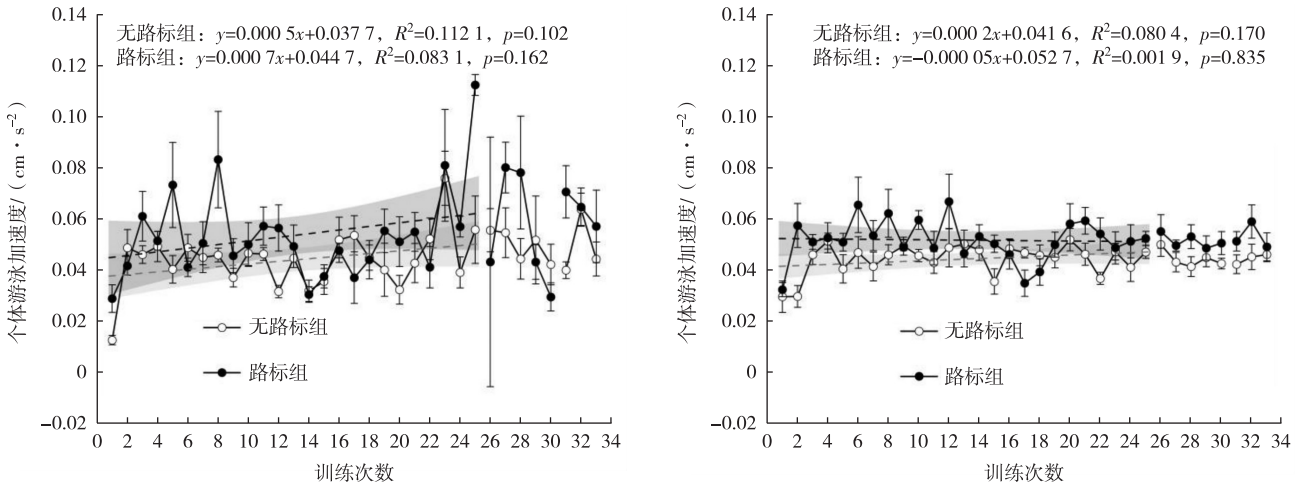 无路标组：y=0.000 5x+0.037 7，R²=0.112 1，p=0.102
路标组：y=0.000 7x+0.044 7，R²=0.083 1，p=0.162
个体游泳加速度/（cm·s⁻²）
0.14
0.12
0.10
0.08
0.06
0.04
0.02
0
−0.02
无路标组
路标组
0 2 4 6 8 10 12 14 16 18 20 22 24 26 28 30 32 34
训练次数
无路标组：y=0.000 2x+0.041 6，R²=0.080 4，p=0.170
路标组：y=-0.000 05x+0.052 7，R²=0.001 9，p=0.835
个体游泳加速度/（cm·s⁻²）
0.14
0.12
0.10
0.08
0.06
0.04
0.02
0
−0.02
无路标组
路标组
0 2 4 6 8 10 12 14 16 18 20 22 24 26 28 30 32 34
训练次数